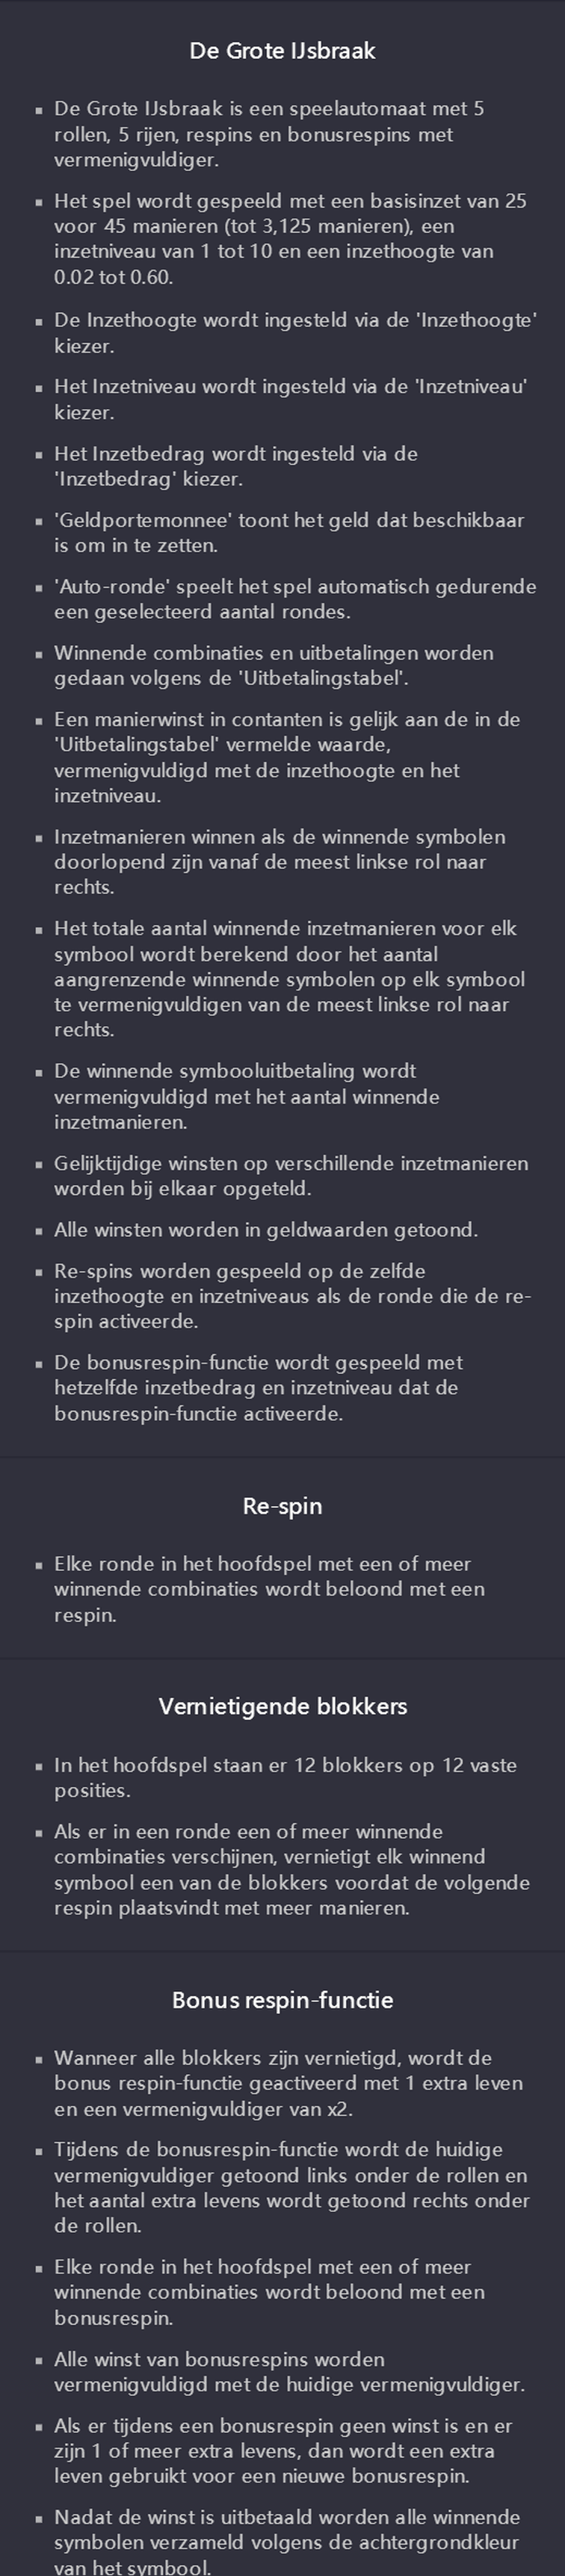 De Grote IJsbraak
▪ De Grote IJsbraak is een speelautomaat met 5
rollen, 5 rijen, respins en bonusrespins met
vermenigvuldiger.
▪ Het spel wordt gespeeld met een basisinzet van 25
voor 45 manieren (tot 3,125 manieren), een
inzetniveau van 1 tot 10 en een inzethoogte van
0.02 tot 0.60.
▪ De Inzethoogte wordt ingesteld via de 'Inzethoogte'
kiezer.
▪ Het Inzetniveau wordt ingesteld via de 'Inzetniveau'
kiezer.
▪ Het Inzetbedrag wordt ingesteld via de
'Inzetbedrag' kiezer.
▪ 'Geldportemonnee' toont het geld dat beschikbaar
is om in te zetten.
▪ 'Auto-ronde' speelt het spel automatisch gedurende
een geselecteerd aantal rondes.
▪ Winnende combinaties en uitbetalingen worden
gedaan volgens de 'Uitbetalingstabel'.
▪ Een manierwinst in contanten is gelijk aan de in de
'Uitbetalingstabel' vermelde waarde,
vermenigvuldigd met de inzethoogte en het
inzetniveau.
▪ Inzetmanieren winnen als de winnende symbolen
doorlopend zijn vanaf de meest linkse rol naar
rechts.
▪ Het totale aantal winnende inzetmanieren voor elk
symbool wordt berekend door het aantal
aangrenzende winnende symbolen op elk symbool
te vermenigvuldigen van de meest linkse rol naar
rechts.
▪ De winnende symbooluitbetaling wordt
vermenigvuldigd met het aantal winnende
inzetmanieren.
▪ Gelijktijdige winsten op verschillende inzetmanieren
worden bij elkaar opgeteld.
▪ Alle winsten worden in geldwaarden getoond.
▪ Re-spins worden gespeeld op de zelfde
inzethoogte en inzetniveaus als de ronde die de re-
spin activeerde.
▪ De bonusrespin-functie wordt gespeeld met
hetzelfde inzetbedrag en inzetniveau dat de
bonusrespin-functie activeerde.
Re-spin
▪ Elke ronde in het hoofdspel met een of meer
winnende combinaties wordt beloond met een
respin.
Vernietigende blokkers
▪ In het hoofdspel staan er 12 blokkers op 12 vaste
posities.
▪ Als er in een ronde een of meer winnende
combinaties verschijnen, vernietigt elk winnend
symbool een van de blokkers voordat de volgende
respin plaatsvindt met meer manieren.
Bonus respin-functie
▪ Wanneer alle blokkers zijn vernietigd, wordt de
bonus respin-functie geactiveerd met 1 extra leven
en een vermenigvuldiger van x2.
▪ Tijdens de bonusrespin-functie wordt de huidige
vermenigvuldiger getoond links onder de rollen en
het aantal extra levens wordt getoond rechts onder
de rollen.
▪ Elke ronde in het hoofdspel met een of meer
winnende combinaties wordt beloond met een
bonusrespin.
▪ Alle winst van bonusrespins worden
vermenigvuldigd met de huidige vermenigvuldiger.
▪ Als er tijdens een bonusrespin geen winst is en er
zijn 1 of meer extra levens, dan wordt een extra
leven gebruikt voor een nieuwe bonusrespin.
▪ Nadat de winst is uitbetaald worden alle winnende
symbolen verzameld volgens de achtergrondkleur
van het symbool.